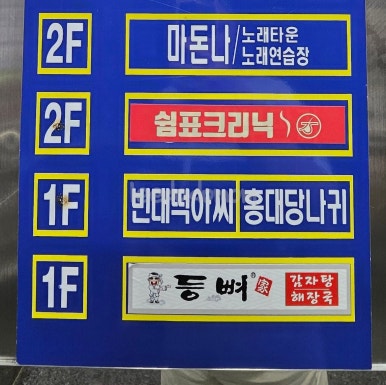 2F 마돈나/노래타운
노래연습장
2F 쉼표크리닉
1F 빈대떡아씨 홍대당나귀
1F 등뼈家 감자탕
해장국